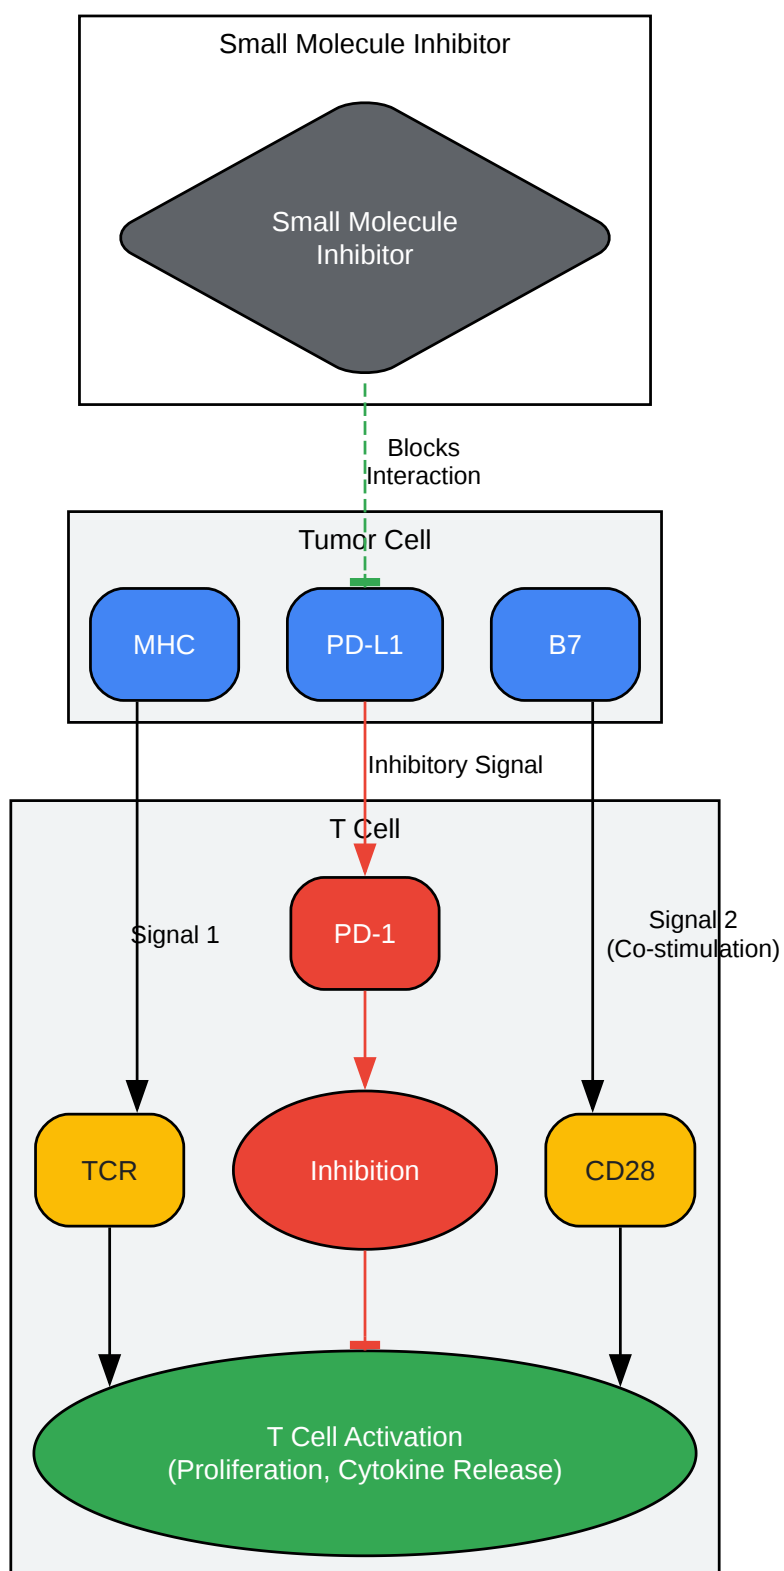 Small Molecule Inhibitor
Small Molecule
Inhibitor
Blocks
Interaction
Tumor Cell
MHC
PD-L1
B7
Inhibitory Signal
T Cell
PD-1
Signal 1
Signal 2
(Co-stimulation)
TCR
Inhibition
CD28
T Cell Activation
(Proliferation, Cytokine Release)